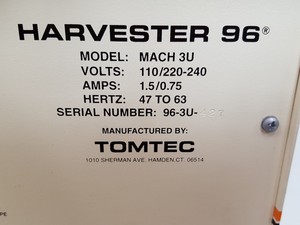 HARVESTER 96®
MODEL: MACH 3U
VOLTS: 110/220-240
AMPS: 1.5/0.75
HERTZ: 47 TO 63
SERIAL NUMBER: 96-3U-
MANUFACTURED BY:
TOMTEC
1010 SHERMAN AVE. HAMDEN, CT. 06514